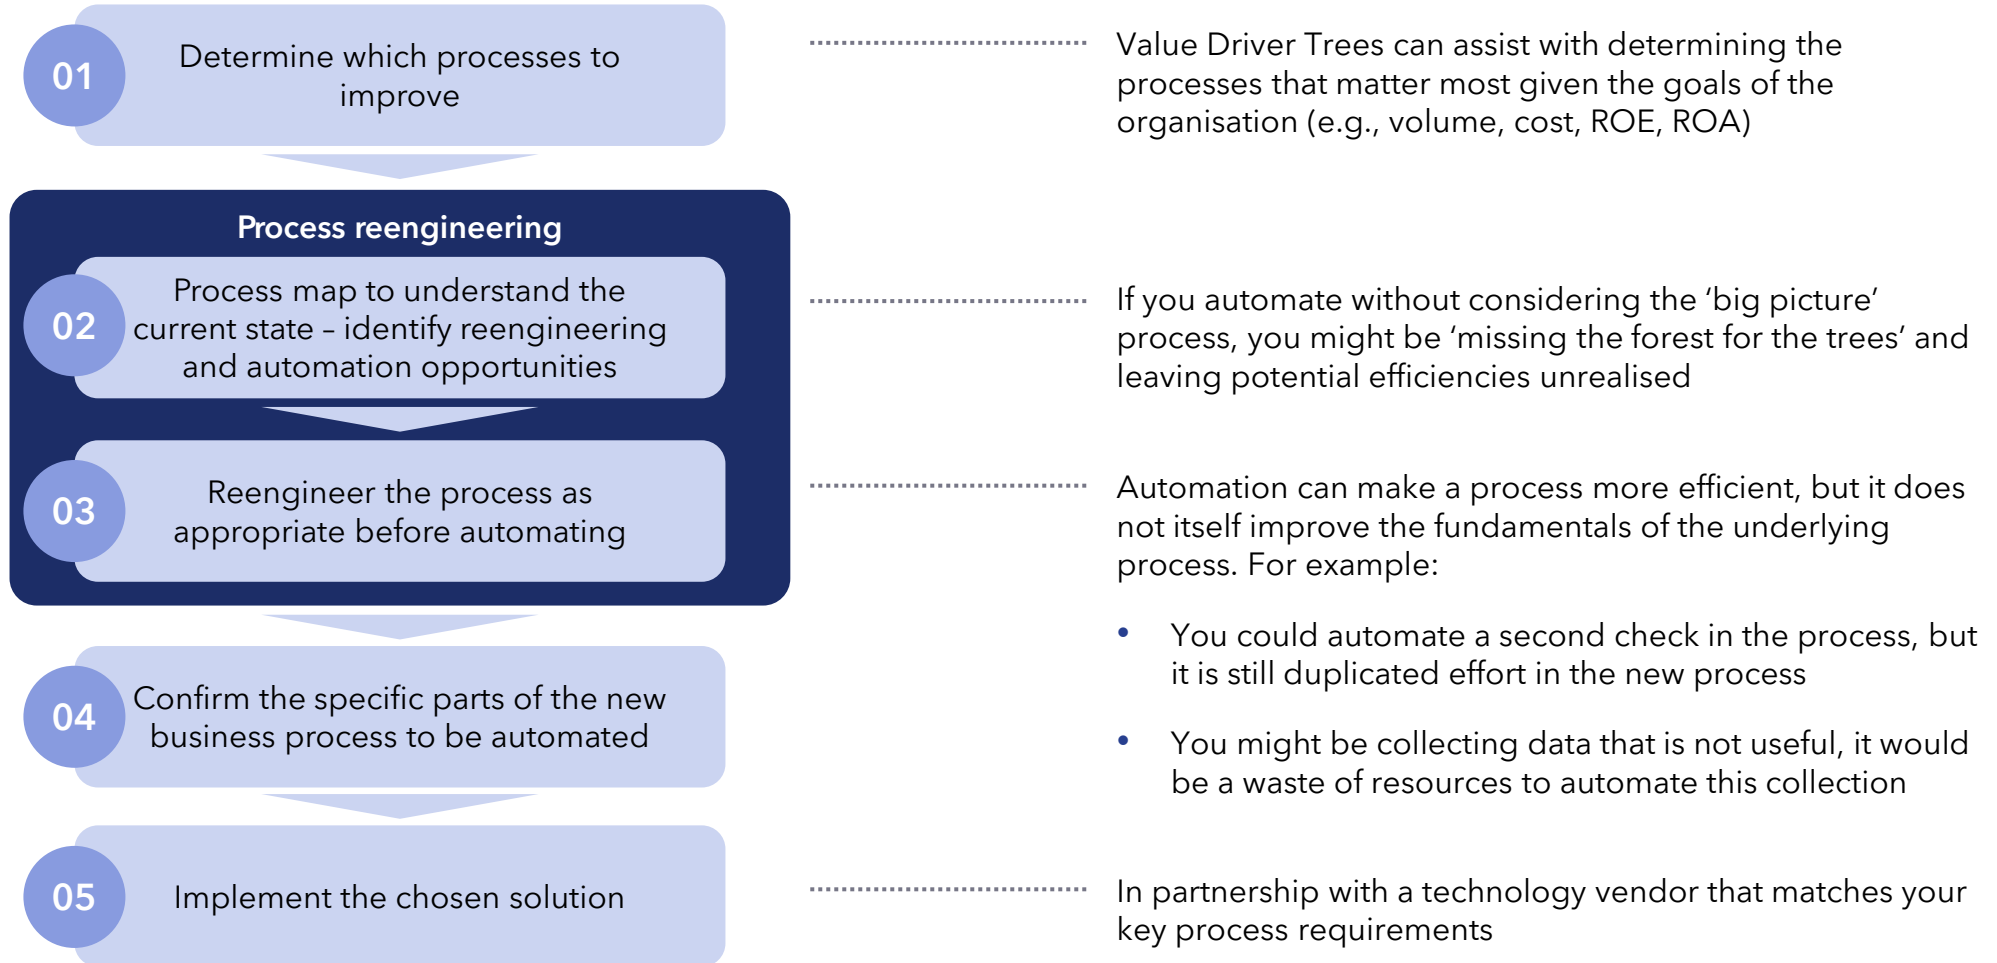 01
Determine which processes to
improve
Value Driver Trees can assist with determining the
processes that matter most given the goals of the
organisation (e.g., volume, cost, ROE, ROA)
Process reengineering
02
Process map to understand the
current state – identify reengineering
and automation opportunities
If you automate without considering the ‘big picture’
process, you might be ‘missing the forest for the trees’ and
leaving potential efficiencies unrealised
03
Reengineer the process as
appropriate before automating
Automation can make a process more efficient, but it does
not itself improve the fundamentals of the underlying
process. For example:
• You could automate a second check in the process, but
it is still duplicated effort in the new process
• You might be collecting data that is not useful, it would
be a waste of resources to automate this collection
04
Confirm the specific parts of the new
business process to be automated
05
Implement the chosen solution
In partnership with a technology vendor that matches your
key process requirements